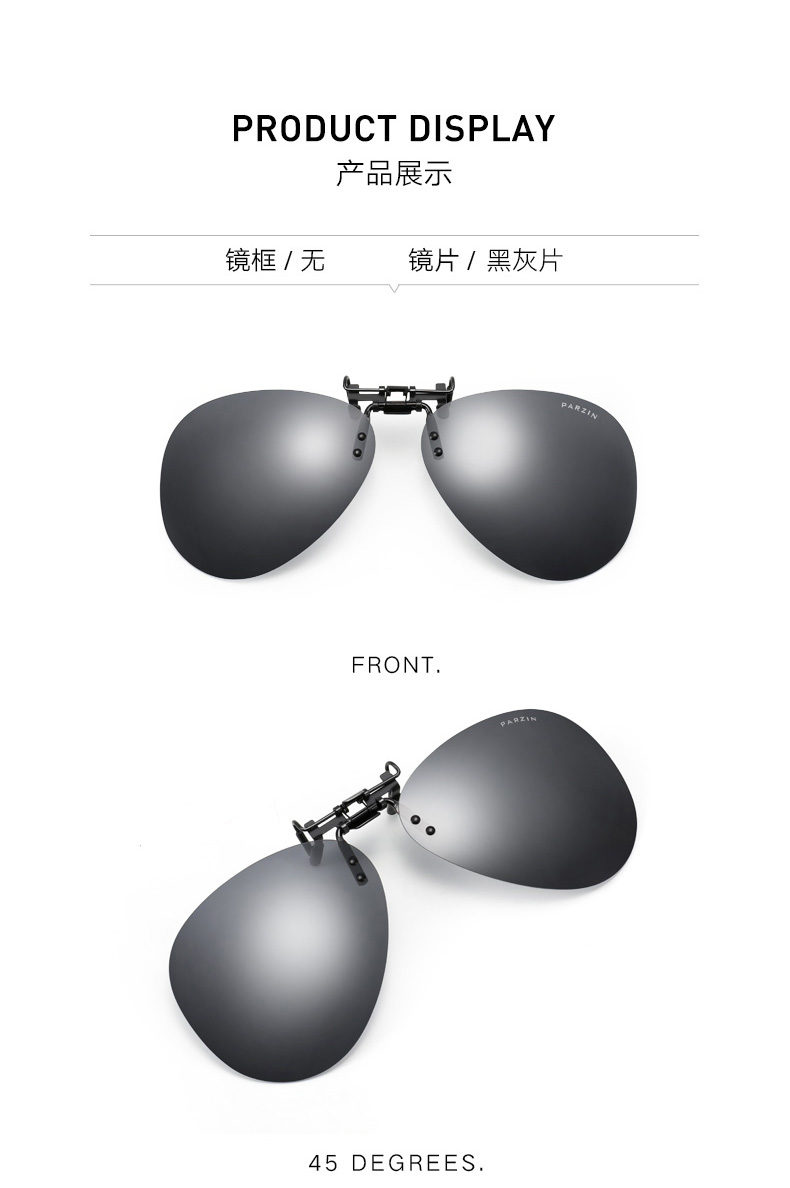 PRODUCT DISPLAY
产品展示
镜框 / 无 镜片 / 黑灰片
PARZIN
FRONT.
PARZIN
45 DEGREES.